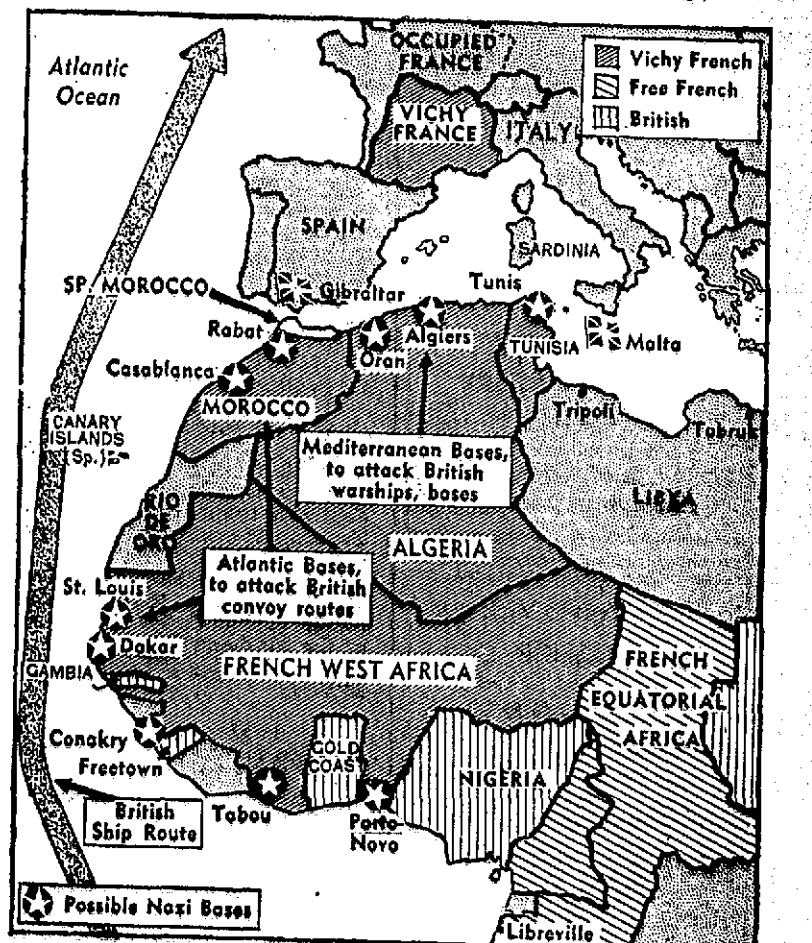 Atlantic
Ocean
OCCUPIED
FRANCE
Vichy French
Free French
British
VICHY
FRANCE
ITALY
SPAIN
SARDINIA
SP. MOROCCO
Gibraltar
Tunis
Rabat
Oran
Algiers
TUNISIA
Malta
Casablanca
MOROCCO
Tripoli
Tobruk
CANARY
ISLANDS
(Sp.)
Mediterranean Bases,
to attack British
warships, bases
LIBYA
RIO
DE
ORO
ALGERIA
Atlantic Bases,
to attack British
convoy routes
St. Louis
Dakar
GAMBIA
FRENCH WEST AFRICA
FRENCH
EQUATORIAL
AFRICA
Conakry
Freetown
GOLD
COAST
NIGERIA
British
Ship Route
Tabou
Porto
Novo
Possible Nazi Bases
Libreville